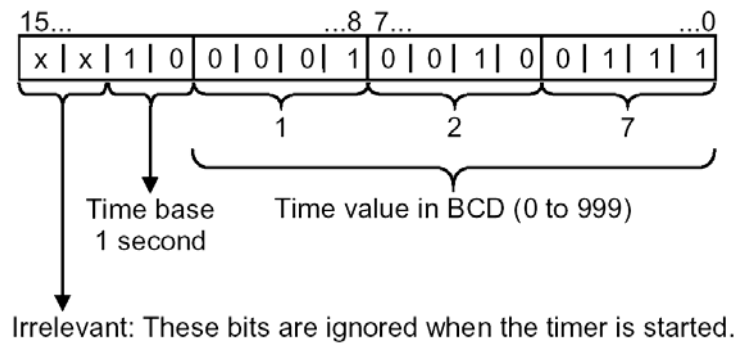 15... ...8 7... ...0
x | x | 1 | 0 | 0 | 0 | 0 | 1 | 0 | 0 | 1 | 0 | 0 | 1 | 1 | 1
1 2 7
Time base Time value in BCD (0 to 999)
1 second
Irrelevant: These bits are ignored when the timer is started.